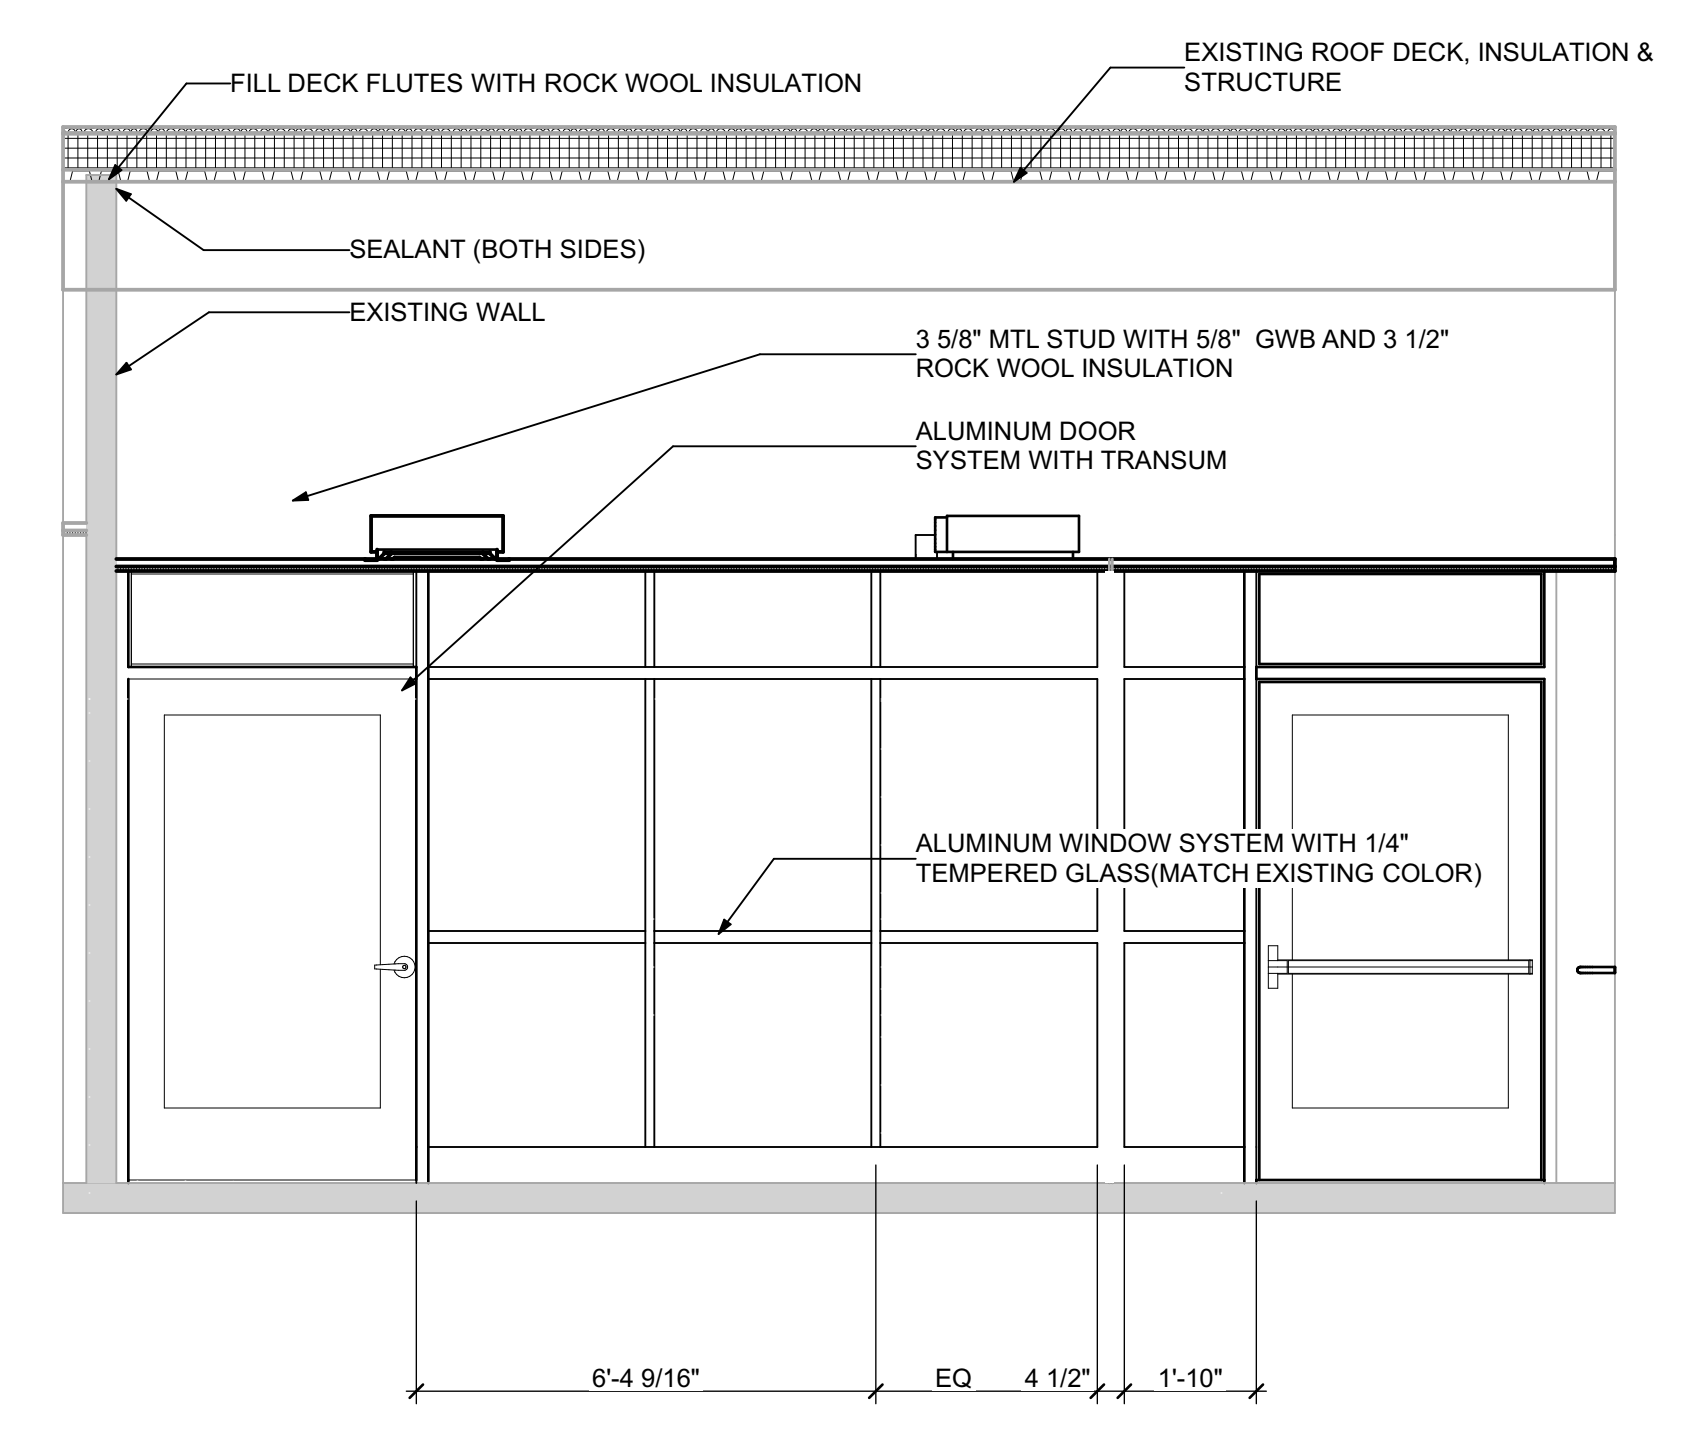 EXISTING ROOF DECK, INSULATION &
STRUCTURE
FILL DECK FLUTES WITH ROCK WOOL INSULATION
SEALANT (BOTH SIDES)
EXISTING WALL
3 5/8" MTL STUD WITH 5/8" GWB AND 3 1/2"
ROCK WOOL INSULATION
ALUMINUM DOOR
SYSTEM WITH TRANSUM
ALUMINUM WINDOW SYSTEM WITH 1/4"
TEMPERED GLASS(MATCH EXISTING COLOR)
6'-4 9/16" EQ 4 1/2" 1'-10"